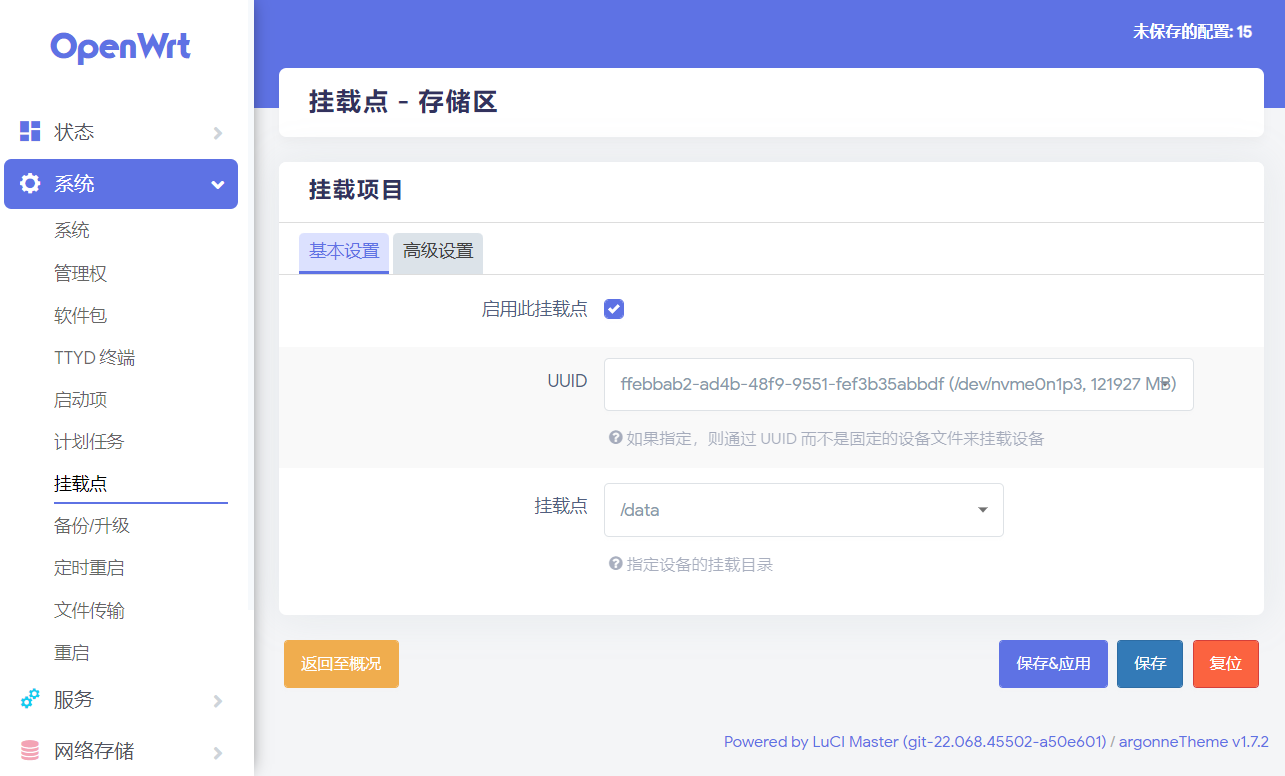 OpenWrt
状态
系统
系统
管理权
软件包
TTYD 终端
启动项
计划任务
挂载点
备份/升级
定时重启
文件传输
重启
服务
网络存储
未保存的配置: 15
挂载点 - 存储区
挂载项目
基本设置 高级设置
启用此挂载点
UUID ffebbab2-ad4b-48f9-9551-fef3b35abbdf (/dev/nvme0n1p3, 121927 MB)
如果指定，则通过 UUID 而不是固定的设备文件来挂载设备
挂载点 /data
指定设备的挂载目录
返回至概况 保存&应用 保存 复位
Powered by LuCI Master (git-22.068.45502-a50e601) / argonneTheme v1.7.2